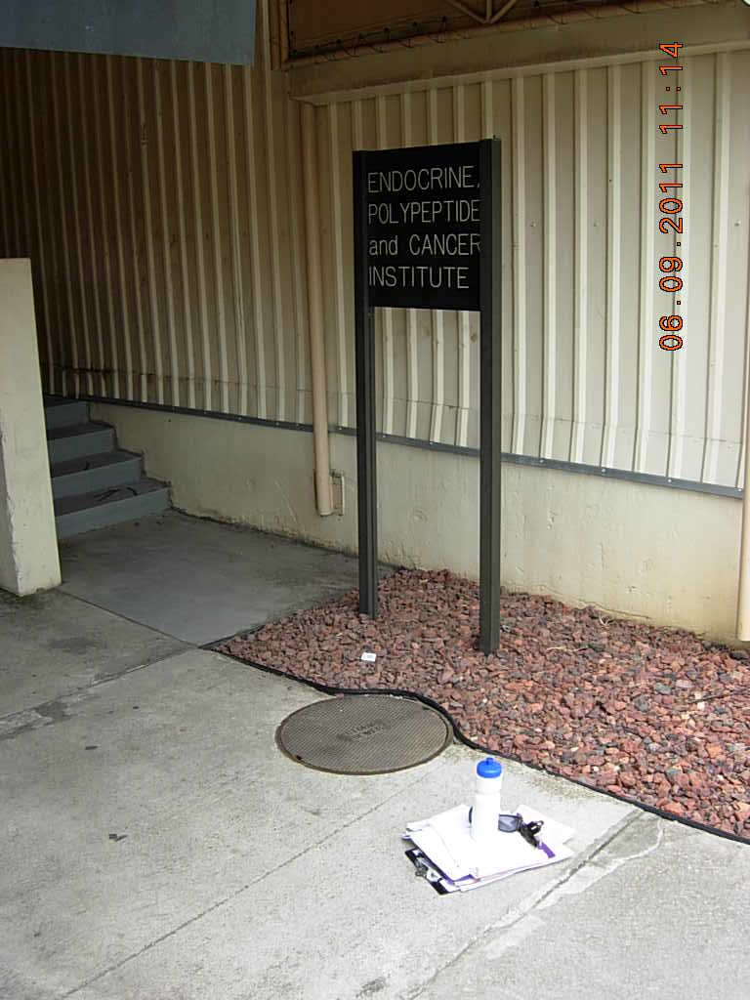 ENDOCRINE,
POLYPEPTIDE
and CANCER
INSTITUTE
06.09.2011 11:14